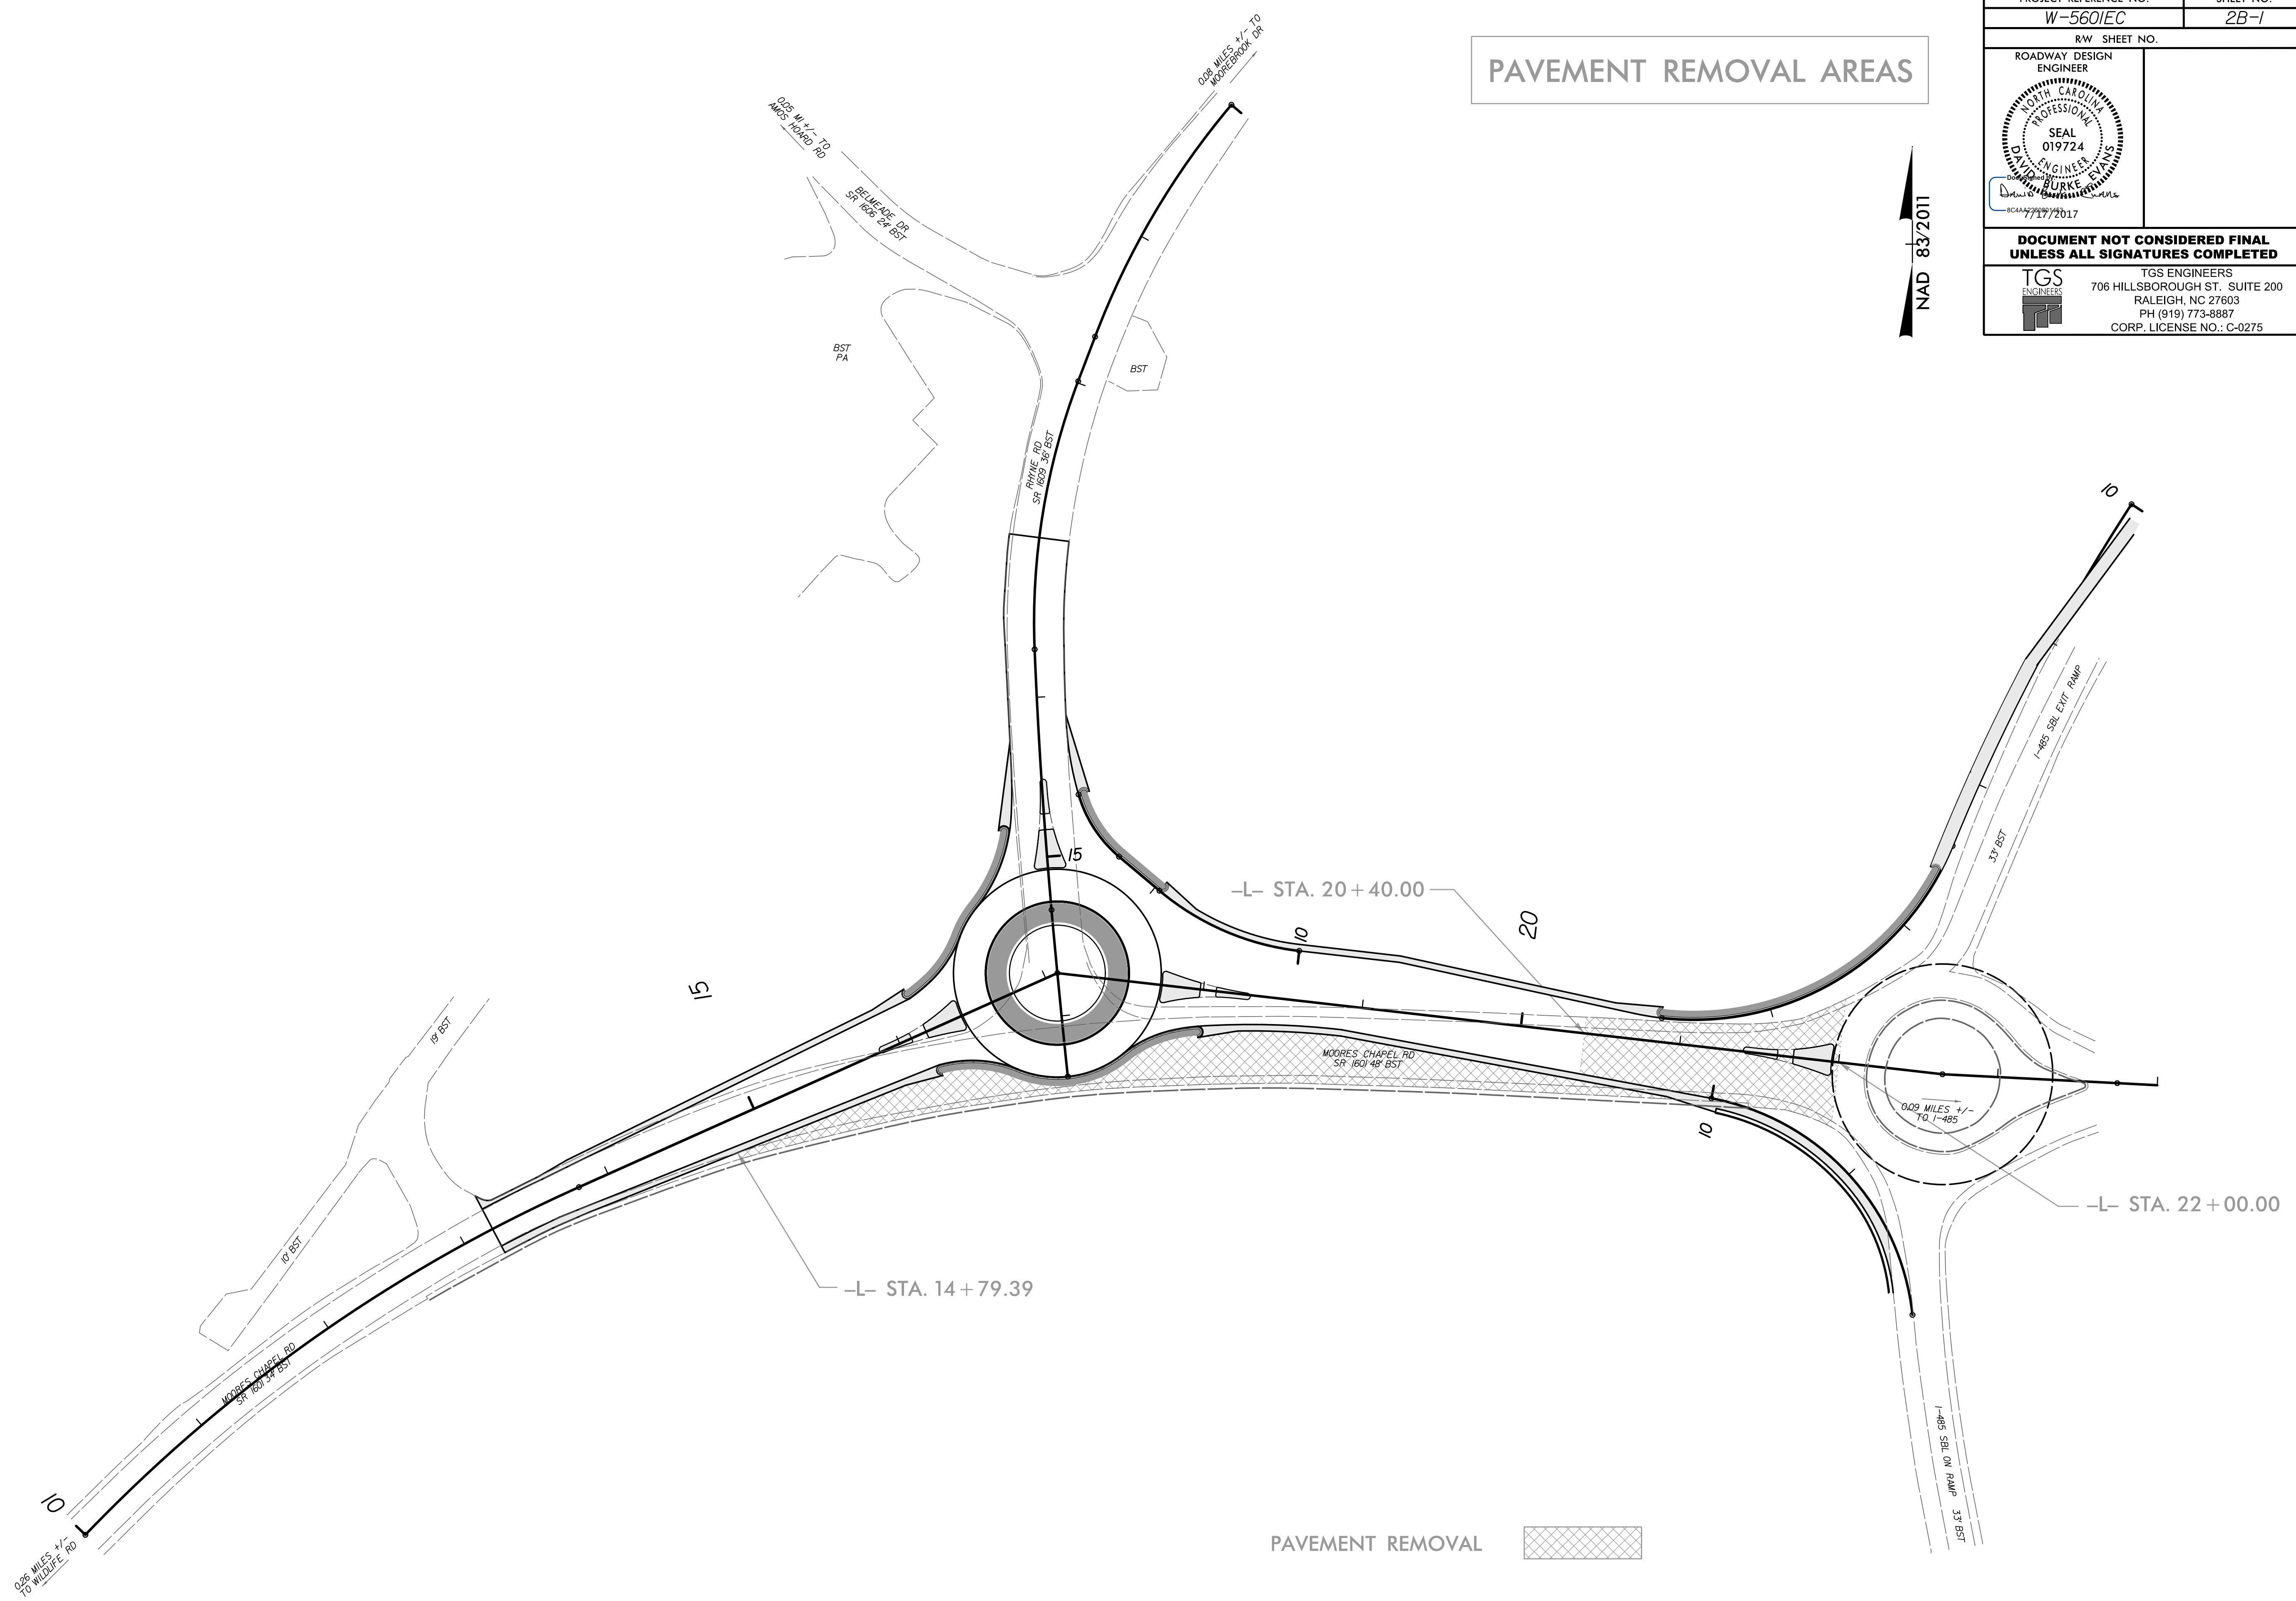 PROJECT REFERENCE NO.
SHEET NO.
W-5601EC
2B-1
R/W SHEET NO.
ROADWAY DESIGN
ENGINEER
NORTH CAROLINA
PROFESSIONAL
SEAL
019724
ENGINEER
DAVID BURKE EVANS
7/17/2017
DOCUMENT NOT CONSIDERED FINAL
UNLESS ALL SIGNATURES COMPLETED
TGS
ENGINEERS
TGS ENGINEERS
706 HILLSBOROUGH ST. SUITE 200
RALEIGH, NC 27603
PH (919) 773-8887
CORP. LICENSE NO.: C-0275
PAVEMENT REMOVAL AREAS
NAD 83/2011
0.08 MILES +/- TO
MOOREBROOK DR
0.05 MI +/- TO
AMOS HOARD RD
BELMEADE DR
SR 1606 24' BST
BST
PA
BST
RHYNE RD
SR 1609 36' BST
10
I-485 SBL EXIT RAMP
33' BST
15
-L- STA. 20+40.00
20
10
15
19' BST
MOORES CHAPEL RD
SR 1601 48' BST
0.09 MILES +/-
TO I-485
10
-L- STA. 22+00.00
10' BST
-L- STA. 14+79.39
MOORES CHAPEL RD
SR 1601 34' BST
I-485 SBL ON RAMP 33' BST
10
0.26 MILES +/-
TO WILDLIFE RD
PAVEMENT REMOVAL